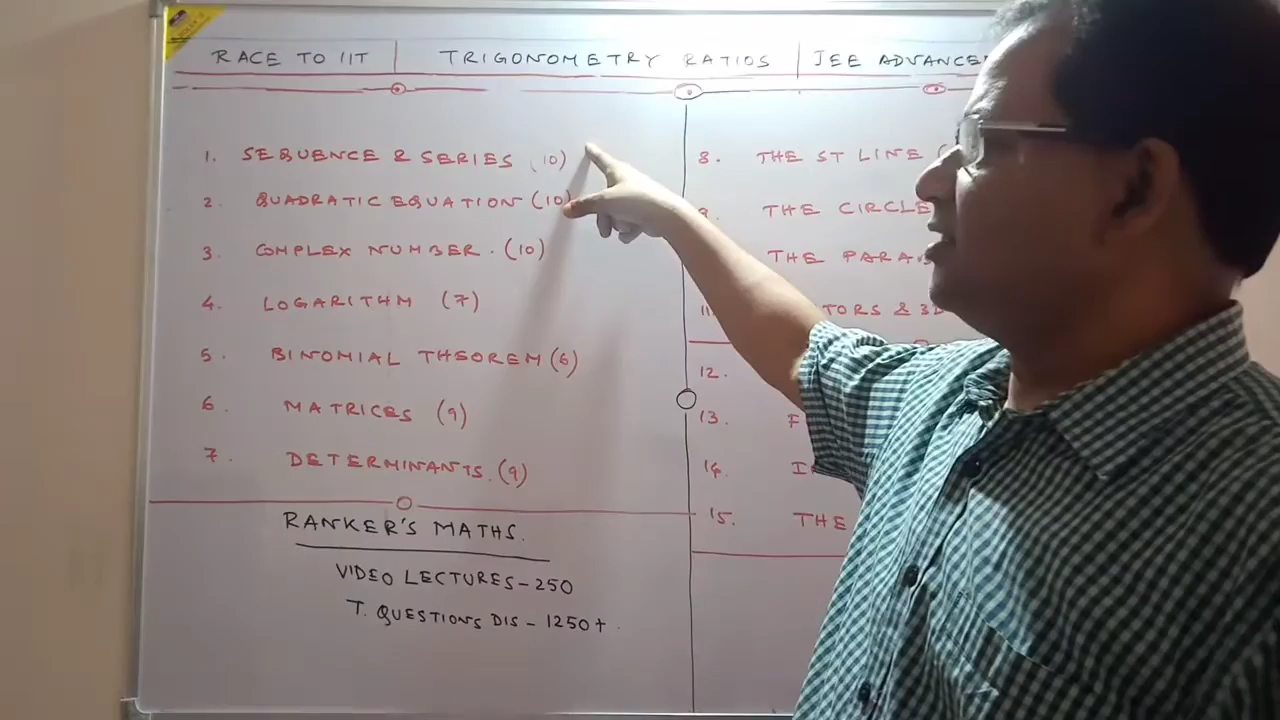 RACE TO IIT
TRIGONOMETRY RATIOS
JEE ADVANCE
1. SEQUENCE & SERIES (10)
2. QUADRATIC EQUATION (10)
3. COMPLEX NUMBER. (10)
4. LOGARITHM (7)
5. BINOMIAL THEOREM (6)
6. MATRICES (9)
7. DETERMINANTS. (9)
RANKER'S MATHS.
VIDEO LECTURES-250
T. QUESTIONS DIS - 1250+.
8. THE ST LINE (
9. THE CIRCLE
THE PARA
11. & 3D
12.
13.
14.
15. THE